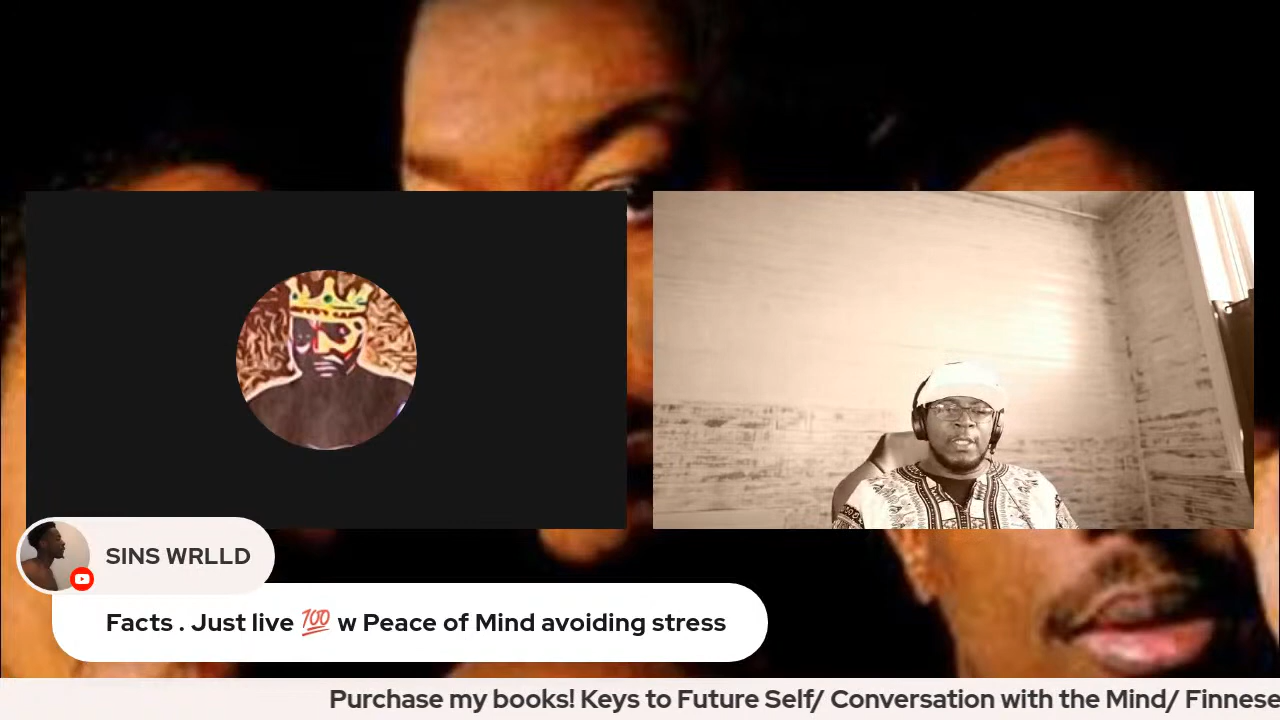 SINS WRLLD
Facts . Just live 💯 w Peace of Mind avoiding stress
Purchase my books! Keys to Future Self/ Conversation with the Mind/ Finnese